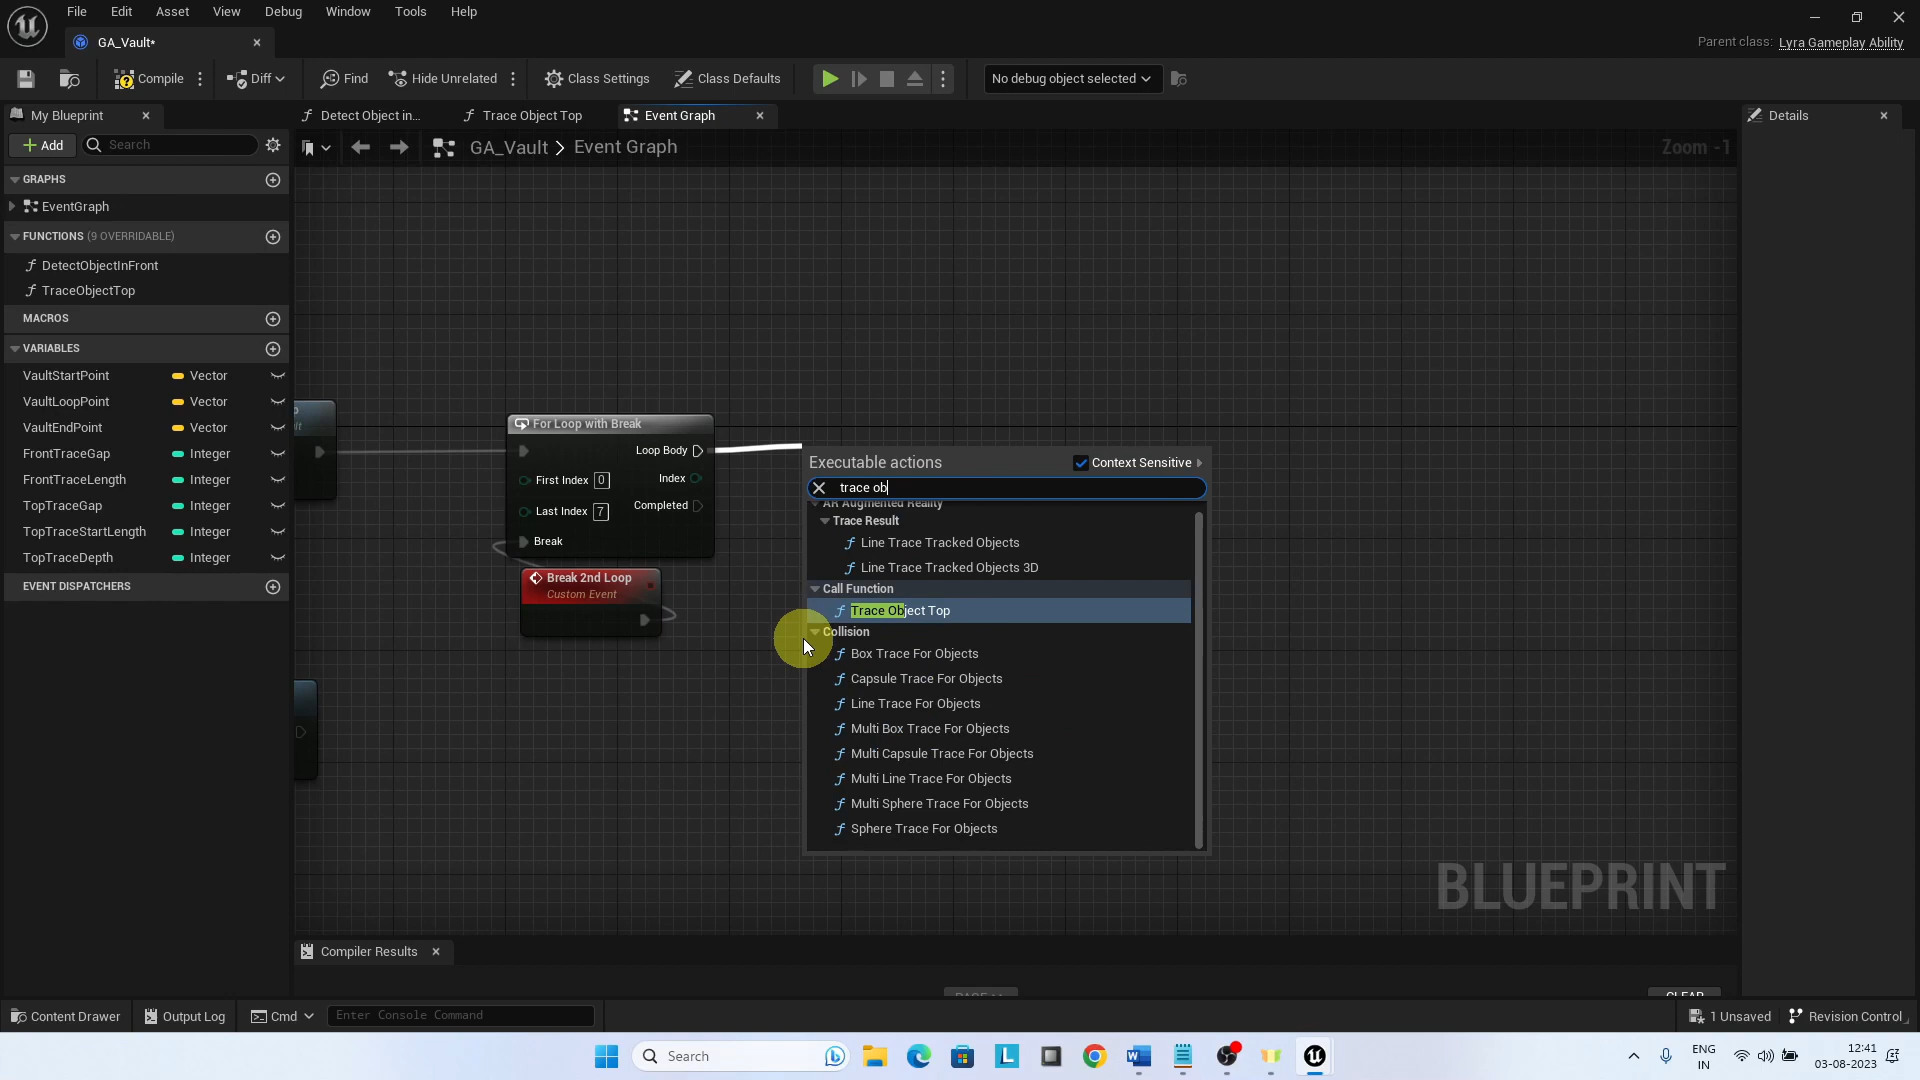 File Edit Asset View Debug Window Tools Help
GA_Vault*
Parent class: Lyra Gameplay Ability
Compile Diff Find Hide Unrelated Class Settings Class Defaults No debug object selected
My Blueprint
Detect Object in... Trace Object Top Event Graph
Details
Add Search
GA_Vault > Event Graph
Zoom -1
GRAPHS
EventGraph
FUNCTIONS (9 OVERRIDABLE)
DetectObjectInFront
TraceObjectTop
MACROS
VARIABLES
VaultStartPoint Vector
VaultLoopPoint Vector
VaultEndPoint Vector
FrontTraceGap Integer
FrontTraceLength Integer
TopTraceGap Integer
TopTraceStartLength Integer
TopTraceDepth Integer
EVENT DISPATCHERS
For Loop with Break
Loop Body
First Index 0 Index
Last Index 7 Completed
Break
Break 2nd Loop
Custom Event
Executable actions Context Sensitive
trace ob
AR Augmented Reality
Trace Result
Line Trace Tracked Objects
Line Trace Tracked Objects 3D
Call Function
Trace Object Top
Collision
Box Trace For Objects
Capsule Trace For Objects
Line Trace For Objects
Multi Box Trace For Objects
Multi Capsule Trace For Objects
Multi Line Trace For Objects
Multi Sphere Trace For Objects
Sphere Trace For Objects
BLUEPRINT
Compiler Results
CLEAR
Content Drawer Output Log Cmd Enter Console Command 1 Unsaved Revision Control
Search
ENG
IN
12:41
03-08-2023